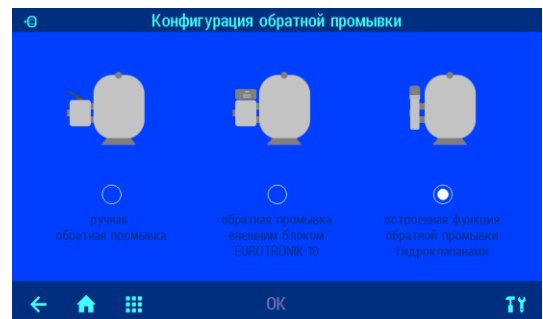 Конфигурация обратной промывки
ручная
обратная промывка
обратная промывка
внешним блоком
EUROTRONIK-10
встроенная функция
обратной промывки
гидроклапанами
OK